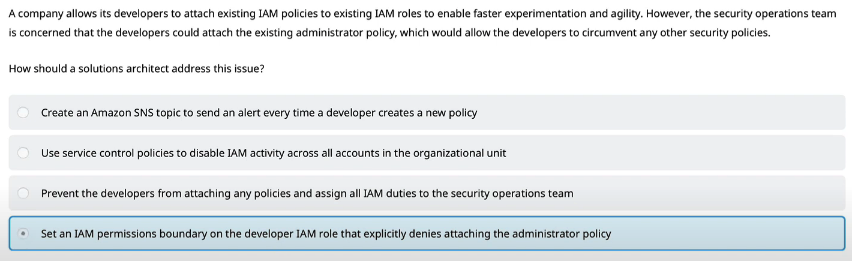 A company allows its developers to attach existing IAM policies to existing IAM roles to enable faster experimentation and agility. However, the security operations team
is concerned that the developers could attach the existing administrator policy, which would allow the developers to circumvent any other security policies.
How should a solutions architect address this issue?
Create an Amazon SNS topic to send an alert every time a developer creates a new policy
Use service control policies to disable IAM activity across all accounts in the organizational unit
Prevent the developers from attaching any policies and assign all IAM duties to the security operations team
Set an IAM permissions boundary on the developer IAM role that explicitly denies attaching the administrator policy